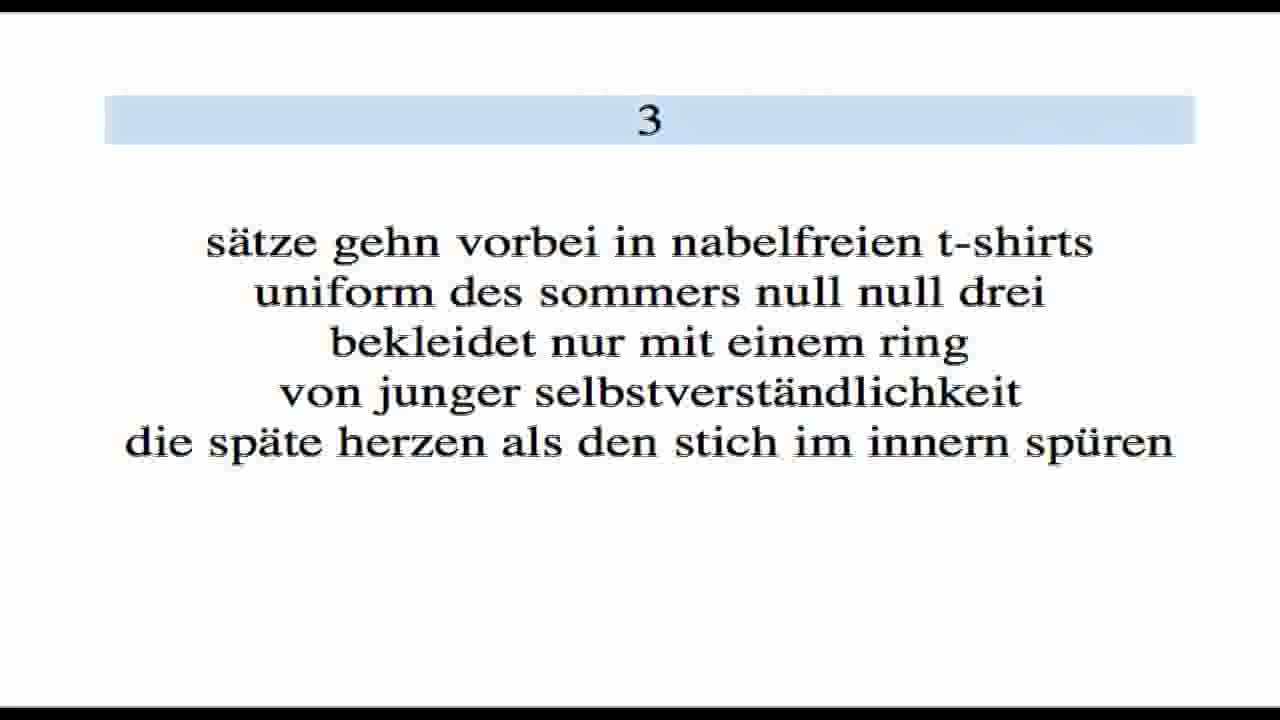 3
sätze gehn vorbei in nabelfreien t-shirts
uniform des sommers null null drei
bekleidet nur mit einem ring
von junger selbstverständlichkeit
die späte herzen als den stich im innern spüren